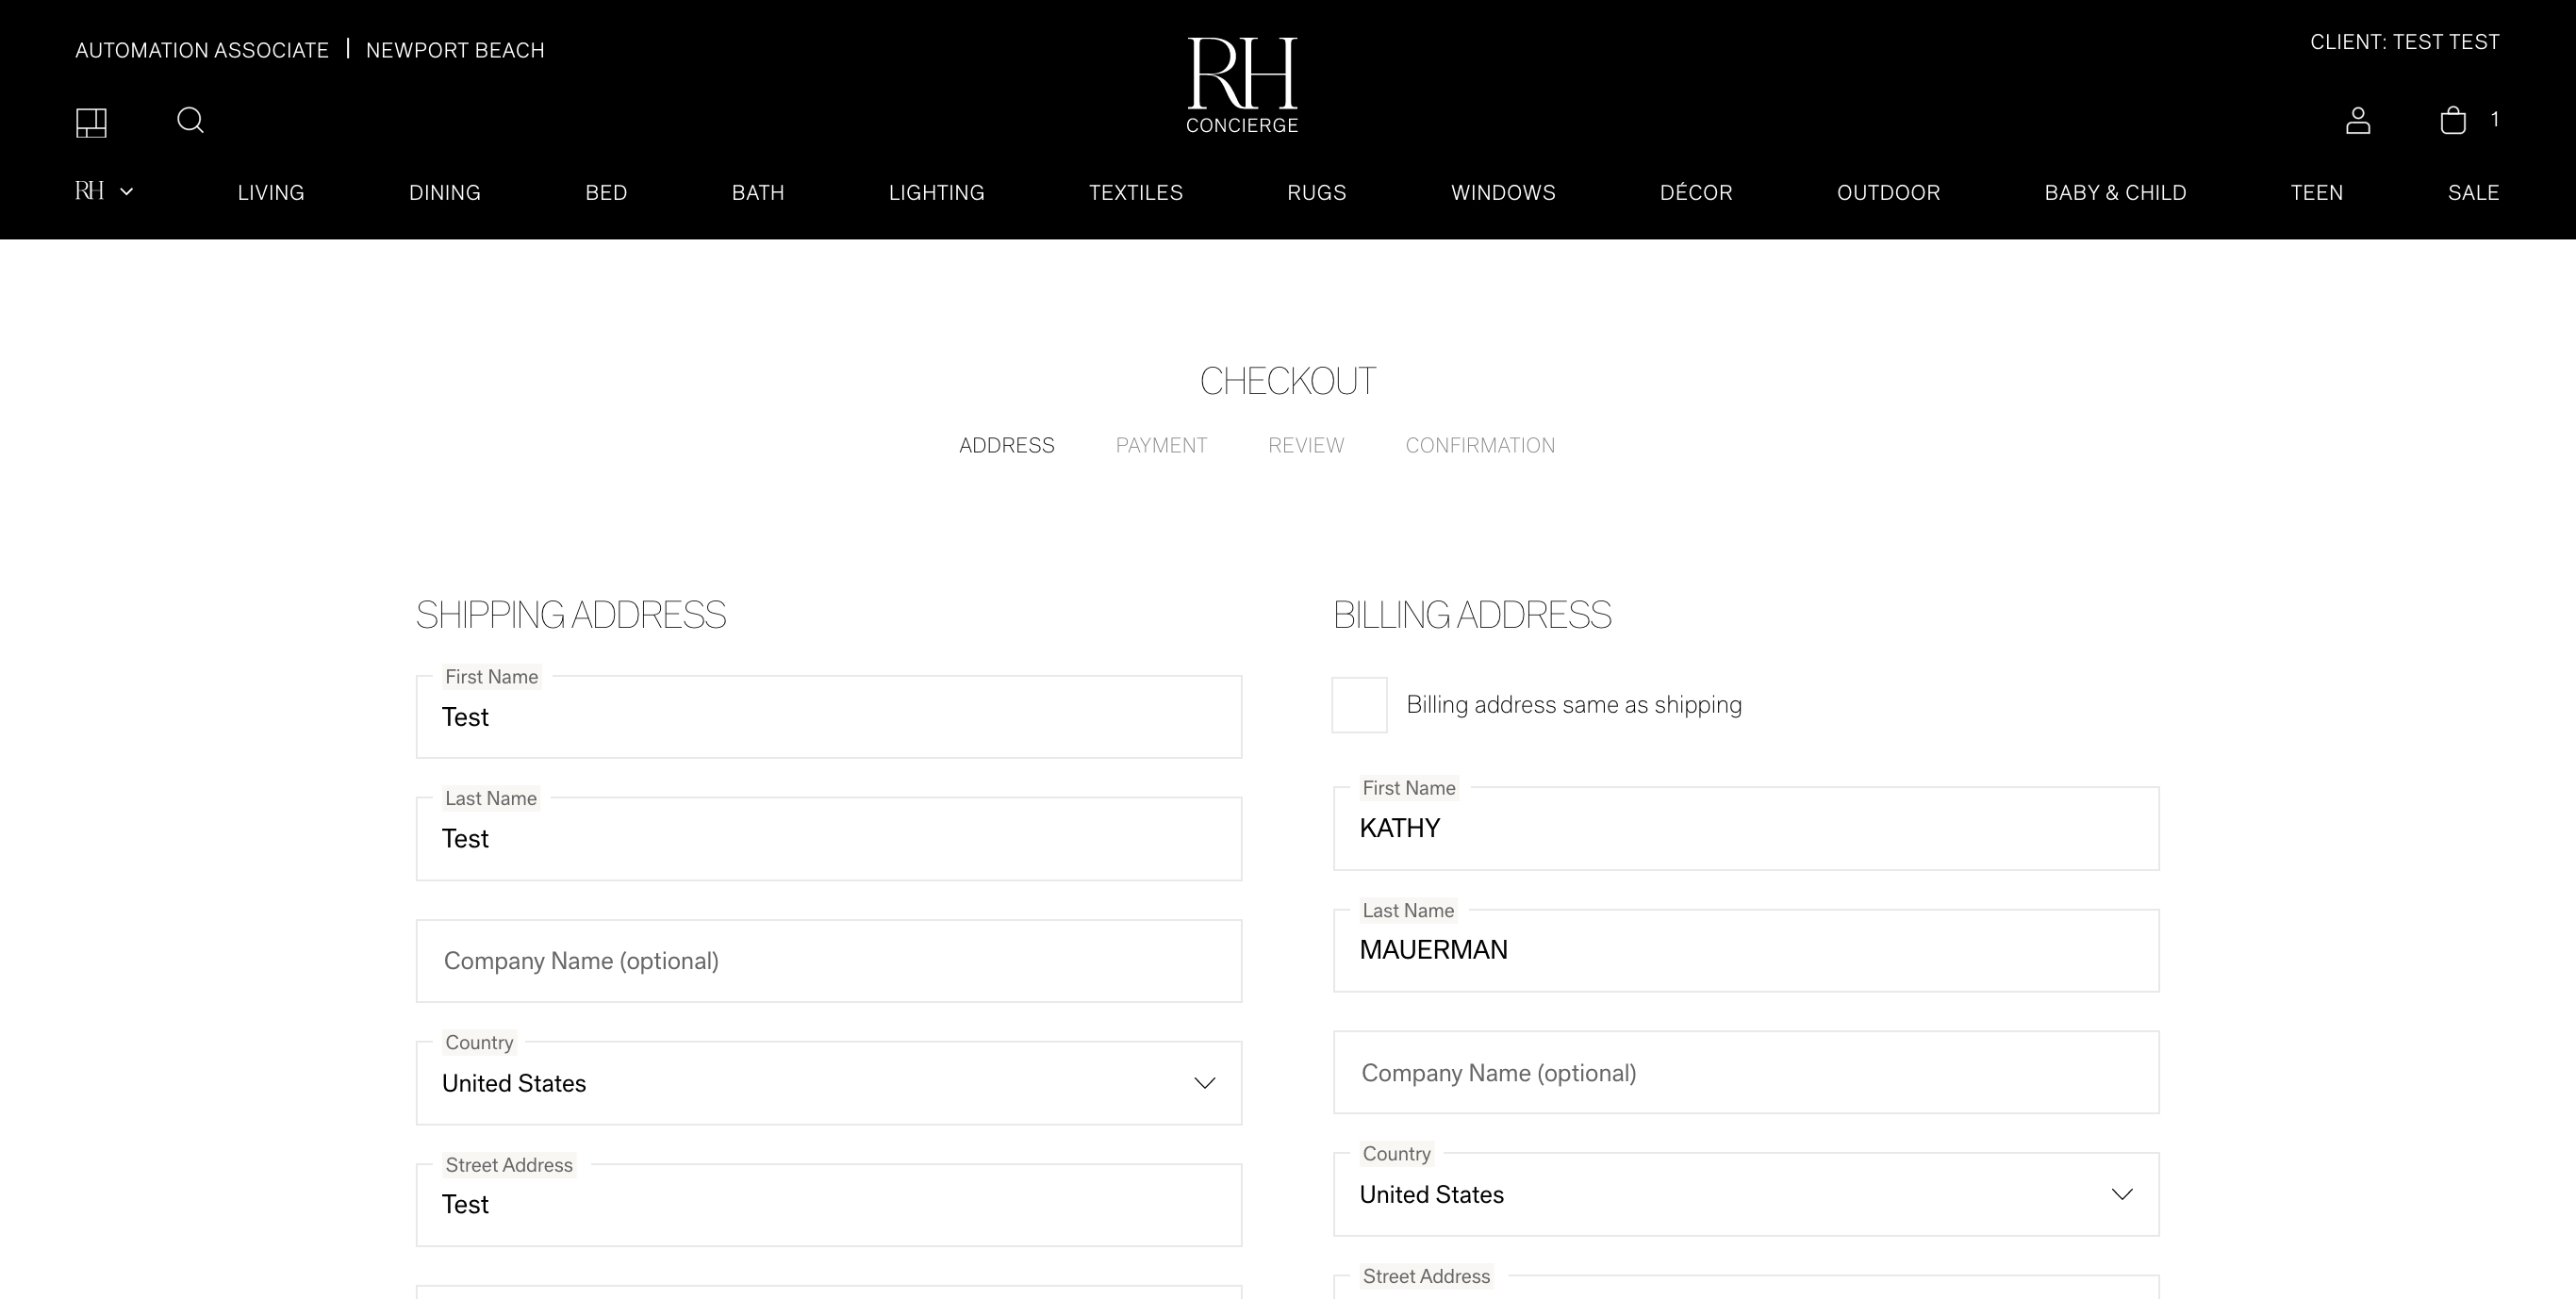 AUTOMATION ASSOCIATE | NEWPORT BEACH
RH
CONCIERGE
CLIENT: TEST TEST
1
RH LIVING DINING BED BATH LIGHTING TEXTILES RUGS WINDOWS DÉCOR OUTDOOR BABY & CHILD TEEN SALE
CHECKOUT
ADDRESS PAYMENT REVIEW CONFIRMATION
SHIPPING ADDRESS
First Name
Test
Last Name
Test
Company Name (optional)
Country
United States
Street Address
Test
BILLING ADDRESS
Billing address same as shipping
First Name
KATHY
Last Name
MAUERMAN
Company Name (optional)
Country
United States
Street Address